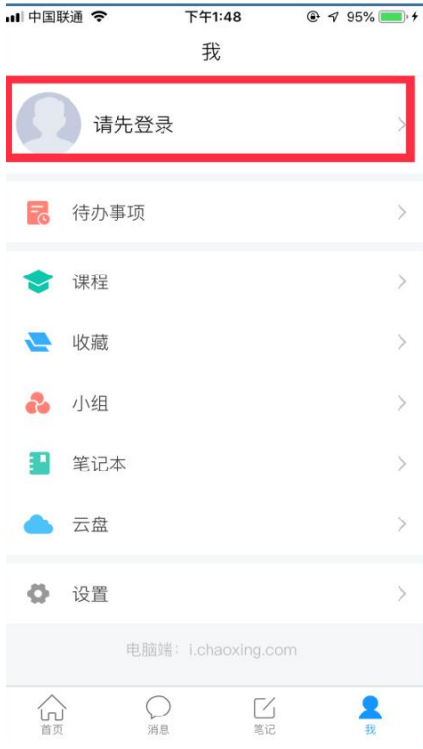 中国联通 下午1:48 95%
我
请先登录
待办事项
课程
收藏
小组
笔记本
云盘
设置
电脑端：i.chaoxing.com
首页 消息 笔记 我